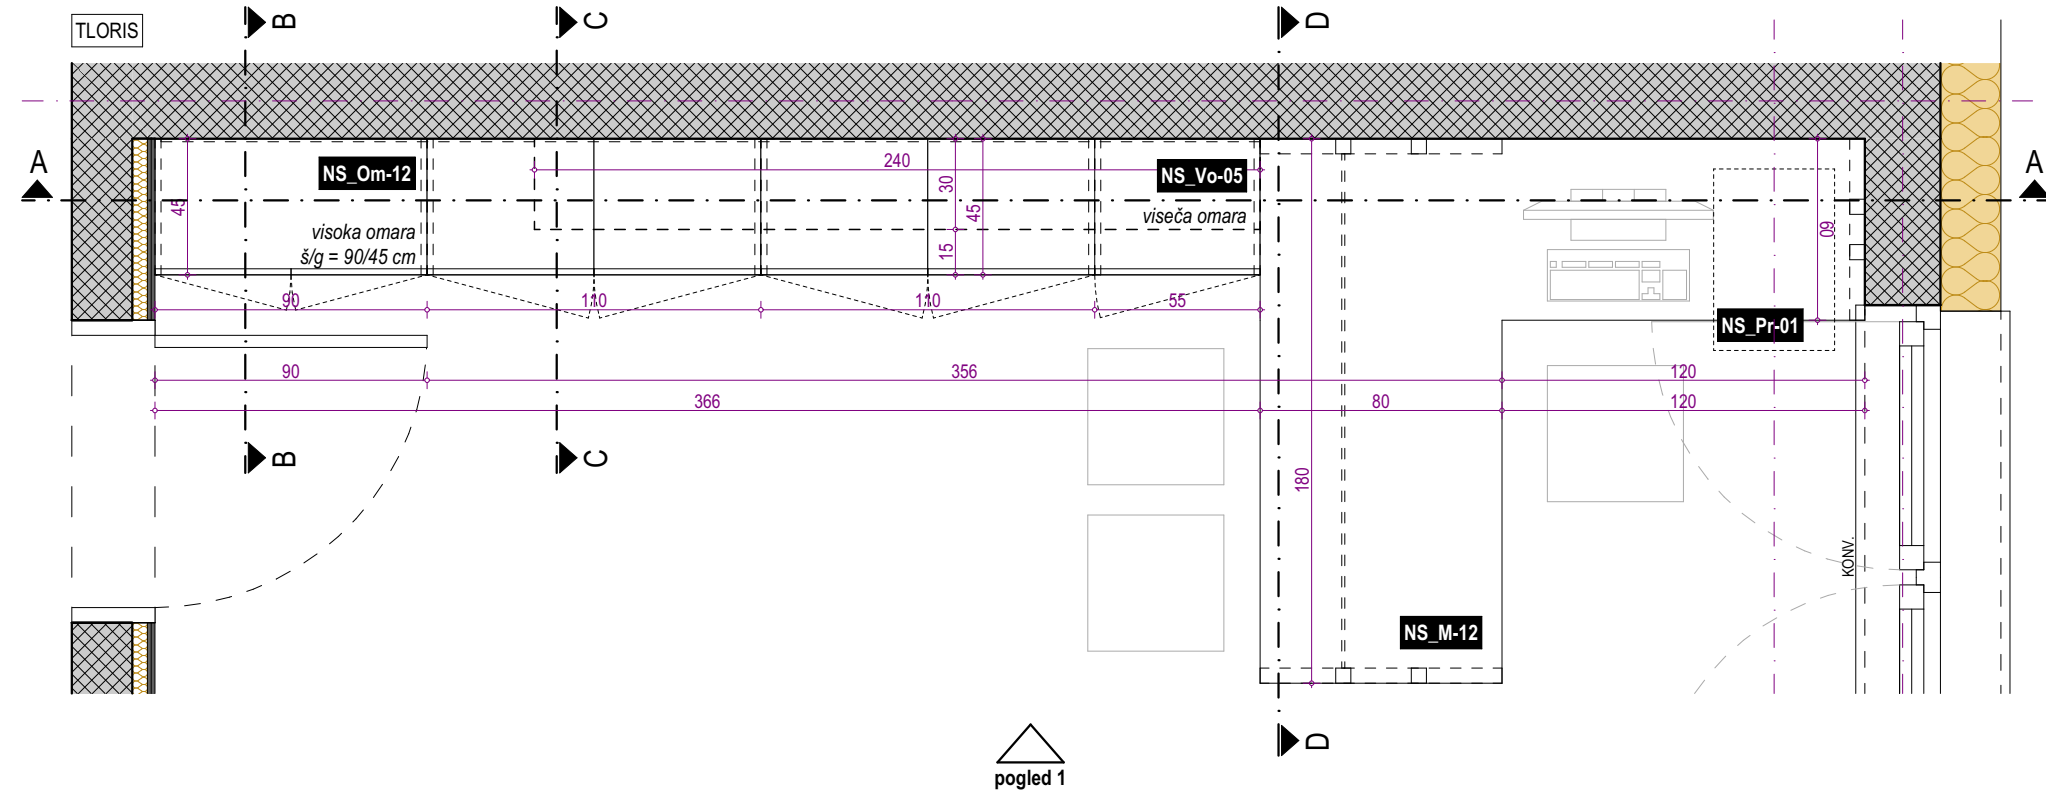 TLORIS
B
C
D
A
A
NS_Om-12
240
NS_Vo-05
30
45
45
15
60
visoka omara
š/g = 90/45 cm
viseča omara
90
110
110
55
NS_Pr-01
90
356
120
366
80
120
B
C
180
KONV.
NS_M-12
D
pogled 1